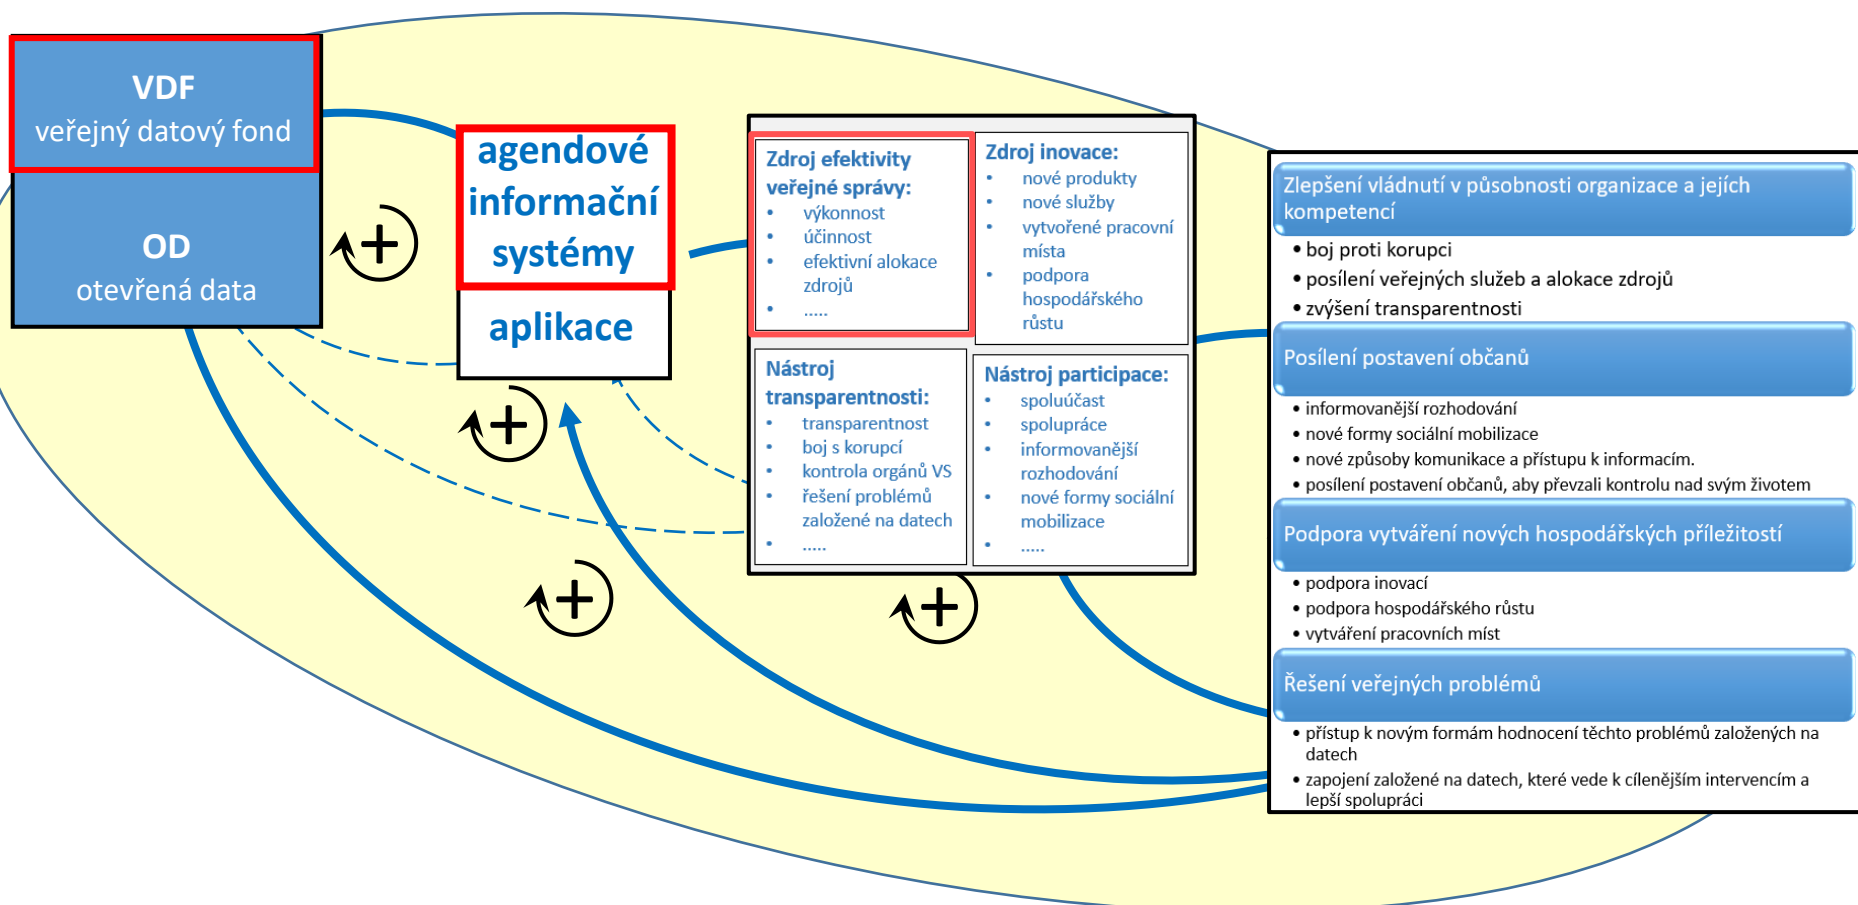 VDF
veřejný datový fond
OD
otevřená data
+
agendové
informační
systémy
aplikace
+
+
+
Zdroj efektivity
veřejné správy:
• výkonnost
• účinnost
• efektivní alokace
zdrojů
• .....
Zdroj inovace:
• nové produkty
• nové služby
• vytvořené pracovní
místa
• podpora
hospodářského
růstu
Nástroj
transparentnosti:
• transparentnost
• boj s korupcí
• kontrola orgánů VS
• řešení problémů
založené na datech
• .....
Nástroj participace:
• spoluúčast
• spolupráce
• informovanější
rozhodování
• nové formy sociální
mobilizace
• .....
Zlepšení vládnutí v působnosti organizace a jejích
kompetencí
• boj proti korupci
• posílení veřejných služeb a alokace zdrojů
• zvýšení transparentnosti
Posílení postavení občanů
• informovanější rozhodování
• nové formy sociální mobilizace
• nové způsoby komunikace a přístupu k informacím.
• posílení postavení občanů, aby převzali kontrolu nad svým životem
Podpora vytváření nových hospodářských příležitostí
• podpora inovací
• podpora hospodářského růstu
• vytváření pracovních míst
Řešení veřejných problémů
• přístup k novým formám hodnocení těchto problémů založených na
datech
• zapojení založené na datech, které vede k cílenějším intervencím a
lepší spolupráci